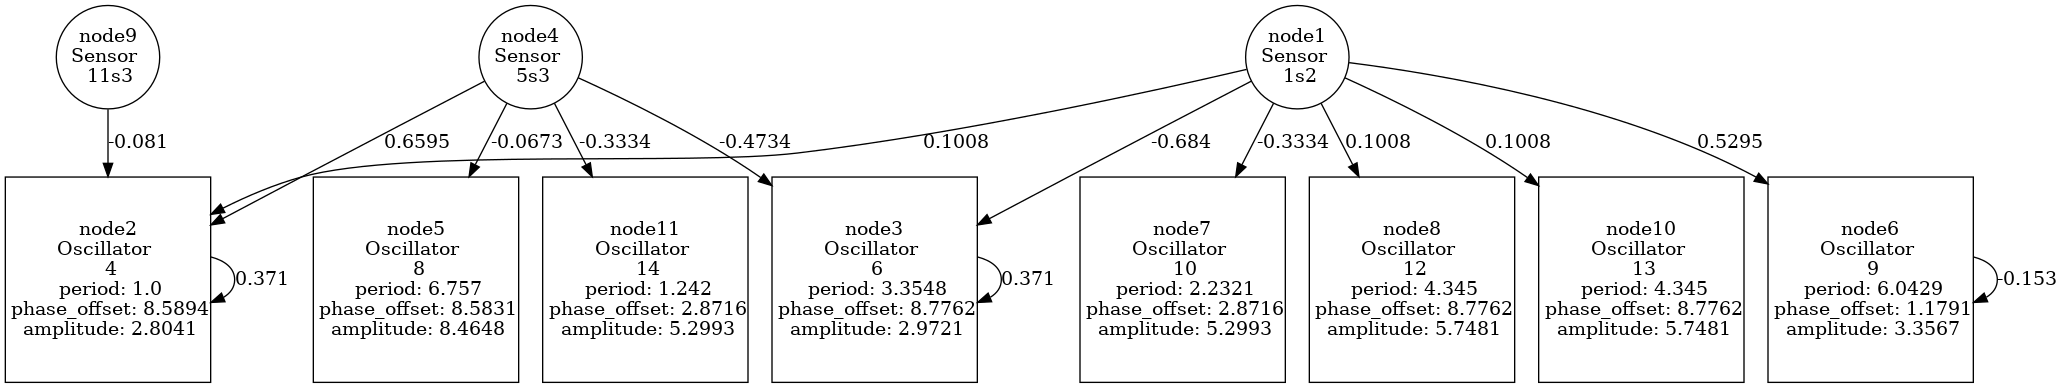 node9
Sensor
11s3
node4
Sensor
5s3
node1
Sensor
1s2
-0.081
0.6595
-0.0673
-0.3334
-0.4734
0.1008
-0.684
-0.3334
0.1008
0.1008
0.5295
node2
Oscillator
4
period: 1.0
phase_offset: 8.5894
amplitude: 2.8041
0.371
node5
Oscillator
8
period: 6.757
phase_offset: 8.5831
amplitude: 8.4648
node11
Oscillator
14
period: 1.242
phase_offset: 2.8716
amplitude: 5.2993
node3
Oscillator
6
period: 3.3548
phase_offset: 8.7762
amplitude: 2.9721
0.371
node7
Oscillator
10
period: 2.2321
phase_offset: 2.8716
amplitude: 5.2993
node8
Oscillator
12
period: 4.345
phase_offset: 8.7762
amplitude: 5.7481
node10
Oscillator
13
period: 4.345
phase_offset: 8.7762
amplitude: 5.7481
node6
Oscillator
9
period: 6.0429
phase_offset: 1.1791
amplitude: 3.3567
-0.153